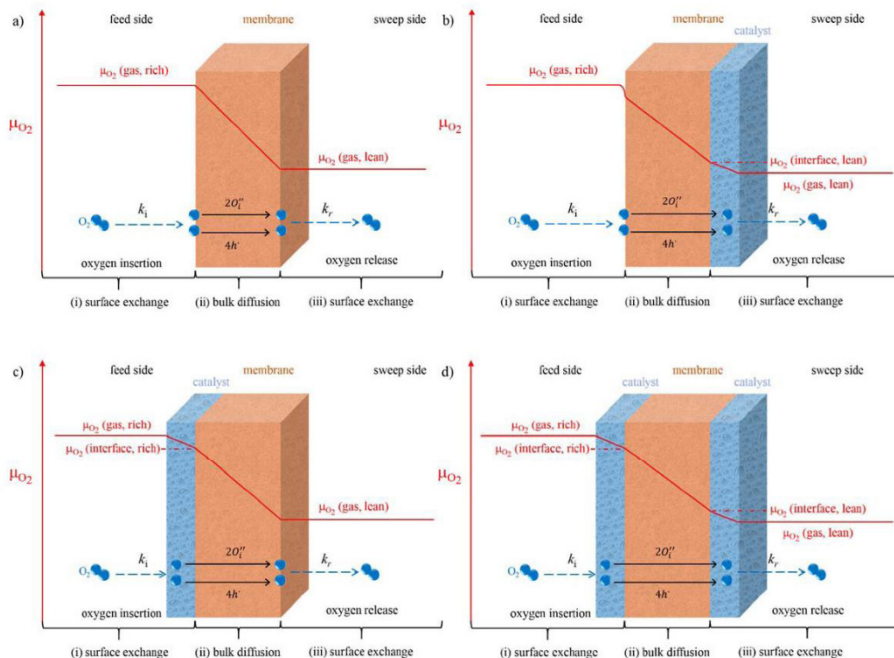 a)
feed side
membrane
sweep side
μO₂ (gas, rich)
μO₂
μO₂ (gas, lean)
O₂
kᵢ
2Oᵢ''
4h·
kᵣ
oxygen insertion
oxygen release
(i) surface exchange
(ii) bulk diffusion
(iii) surface exchange
b)
feed side
membrane
sweep side
catalyst
μO₂ (gas, rich)
μO₂
μO₂ (interface, lean)
μO₂ (gas, lean)
O₂
kᵢ
2Oᵢ''
4h·
kᵣ
oxygen insertion
oxygen release
(i) surface exchange
(ii) bulk diffusion
(iii) surface exchange
c)
feed side
membrane
sweep side
catalyst
μO₂ (gas, rich)
μO₂ (interface, rich)
μO₂
μO₂ (gas, lean)
O₂
kᵢ
2Oᵢ''
4h·
kᵣ
oxygen insertion
oxygen release
(i) surface exchange
(ii) bulk diffusion
(iii) surface exchange
d)
feed side
membrane
sweep side
catalyst
catalyst
μO₂ (gas, rich)
μO₂ (interface, rich)
μO₂
μO₂ (interface, lean)
μO₂ (gas, lean)
O₂
kᵢ
2Oᵢ''
4h·
kᵣ
oxygen insertion
oxygen release
(i) surface exchange
(ii) bulk diffusion
(iii) surface exchange